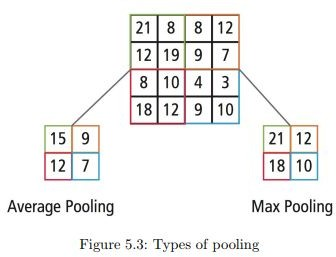 21 8 8 12
12 19 9 7
8 10 4 3
18 12 9 10
15 9
12 7
Average Pooling
21 12
18 10
Max Pooling
Figure 5.3: Types of pooling